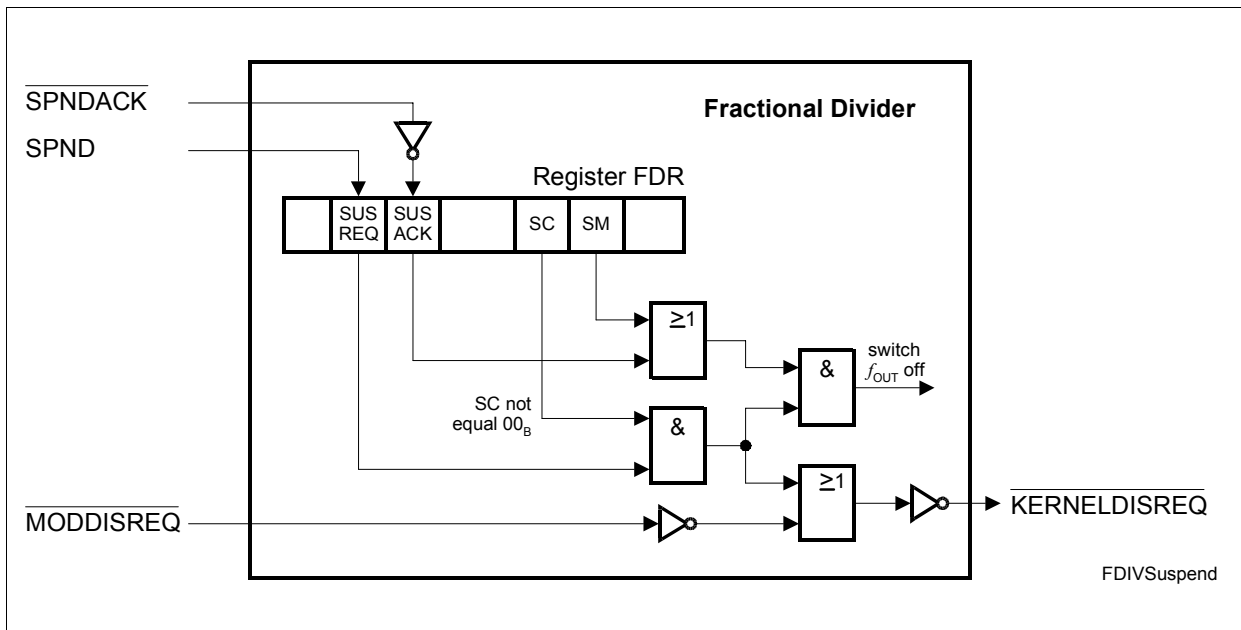 SPNDACK
Fractional Divider
SPND
Register FDR
SUS
REQ
SUS
ACK
SC
SM
≥1
&
switch
fOUT off
SC not
equal 00B
&
≥1
MODDISREQ
KERNELDISREQ
FDIVSuspend